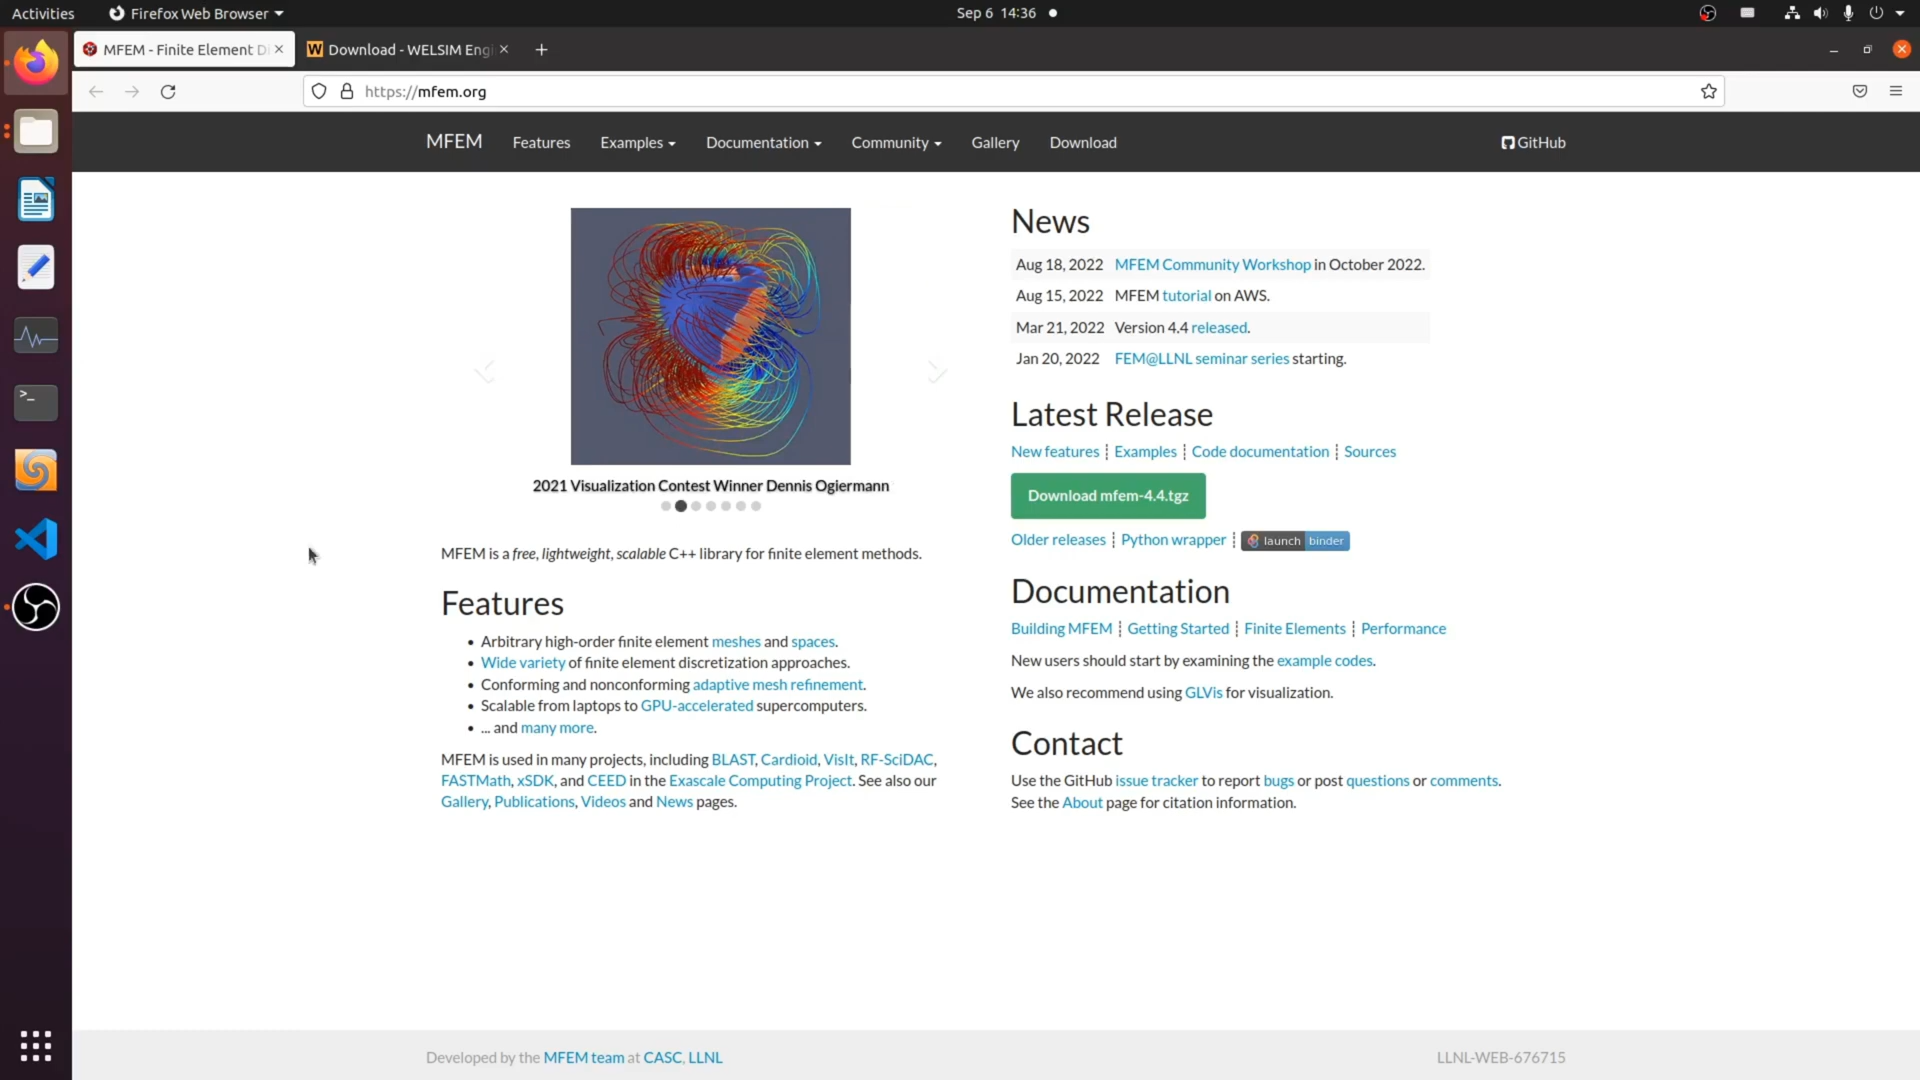 Activities
Firefox Web Browser
Sep 6 14:36
MFEM - Finite Element Di
W Download - WELSIM Engi
https://mfem.org
MFEM
Features
Examples
Documentation
Community
Gallery
Download
GitHub
2021 Visualization Contest Winner Dennis Ogiermann
MFEM is a free, lightweight, scalable C++ library for finite element methods.
Features
• Arbitrary high-order finite element meshes and spaces.
• Wide variety of finite element discretization approaches.
• Conforming and nonconforming adaptive mesh refinement.
• Scalable from laptops to GPU-accelerated supercomputers.
• ... and many more.
MFEM is used in many projects, including BLAST, Cardioid, VisIt, RF-SciDAC,
FASTMath, xSDK, and CEED in the Exascale Computing Project. See also our
Gallery, Publications, Videos and News pages.
News
Aug 18, 2022 MFEM Community Workshop in October 2022.
Aug 15, 2022 MFEM tutorial on AWS.
Mar 21, 2022 Version 4.4 released.
Jan 20, 2022 FEM@LLNL seminar series starting.
Latest Release
New features ┊ Examples ┊ Code documentation ┊ Sources
Download mfem-4.4.tgz
Older releases ┊ Python wrapper ┊ launch binder
Documentation
Building MFEM ┊ Getting Started ┊ Finite Elements ┊ Performance
New users should start by examining the example codes.
We also recommend using GLVis for visualization.
Contact
Use the GitHub issue tracker to report bugs or post questions or comments.
See the About page for citation information.
Developed by the MFEM team at CASC, LLNL
LLNL-WEB-676715